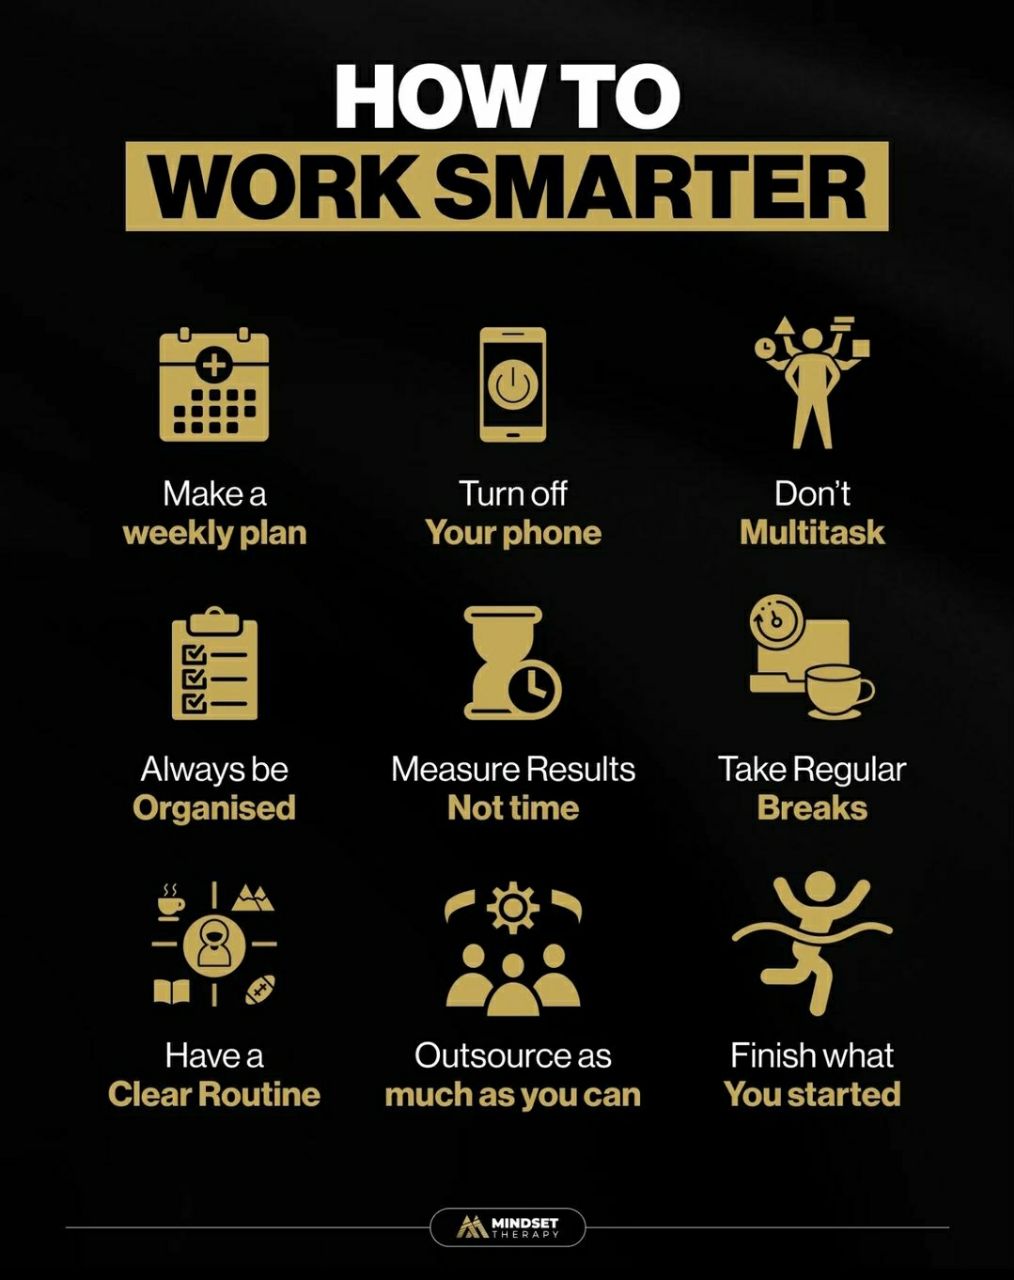 HOW TO
WORK SMARTER
Make a
weekly plan
Turn off
Your phone
Don't
Multitask
Always be
Organised
Measure Results
Not time
Take Regular
Breaks
Have a
Clear Routine
Outsource as
much as you can
Finish what
You started
MINDSET
THERAPY